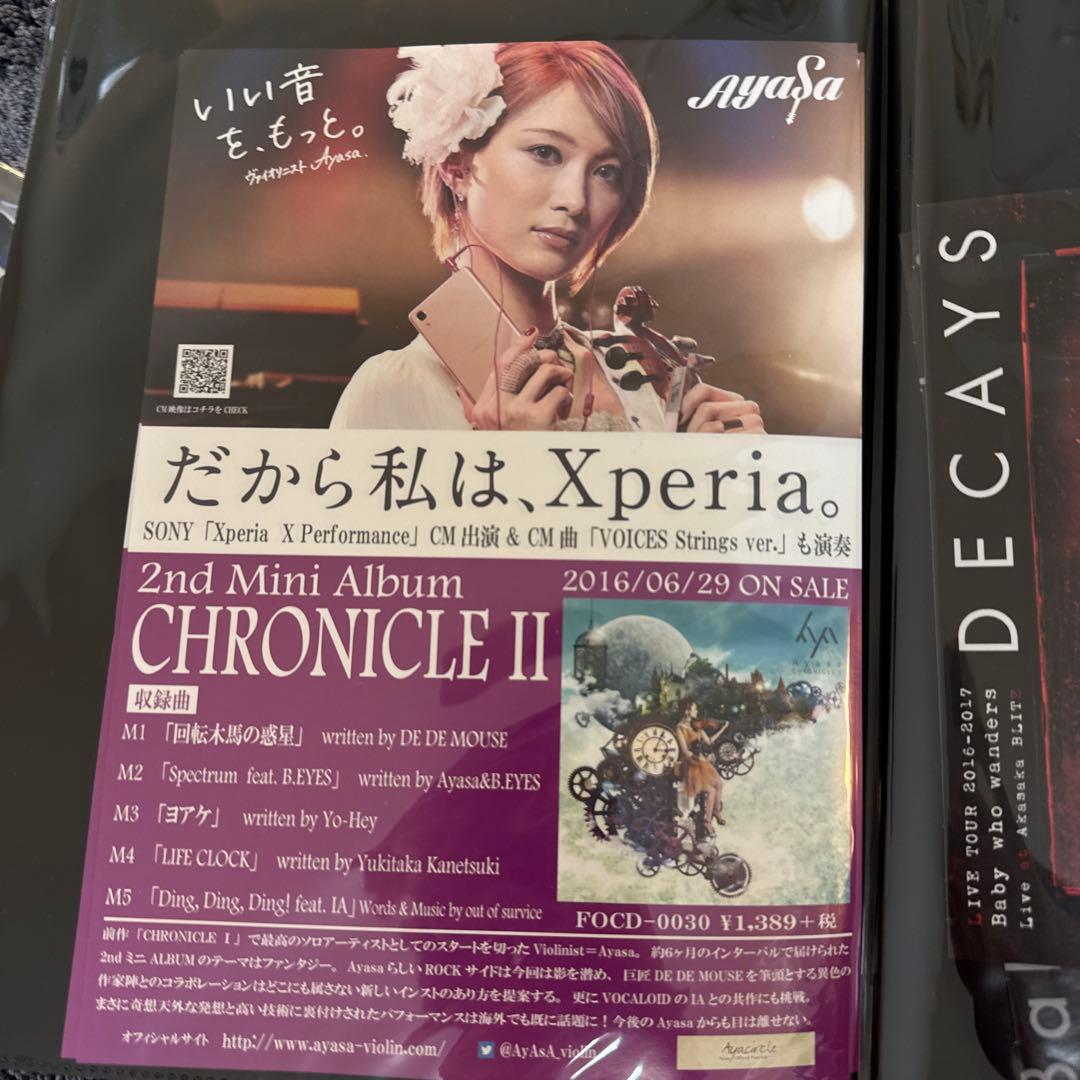 いい音
を、もっと。
ヴァイオリニスト Ayasa.
AyaSa
CM映像はコチラを CHECK
だから私は、Xperia。
SONY「Xperia X Performance」CM 出演 & CM 曲「VOICES Strings ver.」も演奏
2nd Mini Album
CHRONICLE II
2016/06/29 ON SALE
Ayasa
CHRONICLE II
収録曲
M1 「回転木馬の惑星」 written by DE DE MOUSE
M2 「Spectrum feat. B.EYES」 written by Ayasa&B.EYES
M3 「ヨアケ」 written by Yo-Hey
M4 「LIFE CLOCK」 written by Yukitaka Kanetsuki
M5 「Ding, Ding, Ding! feat. IA」Words & Music by out of survice
FOCD-0030 ¥1,389+税
前作「CHRONICLE Ⅰ」で最高のソロアーティストとしてのスタートを切った Violinist＝Ayasa。 約6ヶ月のインターバルで届けられた
2nd ミニ ALBUM のテーマはファンタジー。 Ayasa らしい ROCK サイドは今回は影を潜め、 巨匠 DE DE MOUSE を筆頭とする異色の
作家陣とのコラボレーションはどこにも属さない新しいインストのあり方を提案する。 更に VOCALOID の IA との共作にも挑戦。
まさに奇想天外な発想と高い技術に裏付けされたパフォーマンスは海外でも既に話題に！今後の Ayasa からも目は離せない。
オフィシャルサイト http://www.ayasa-violin.com/ @AyAsA_violin
Ayacircle
DECAYS
LIVE TOUR 2016-2017
Baby who wanders
Live at Akasaka BLITZ